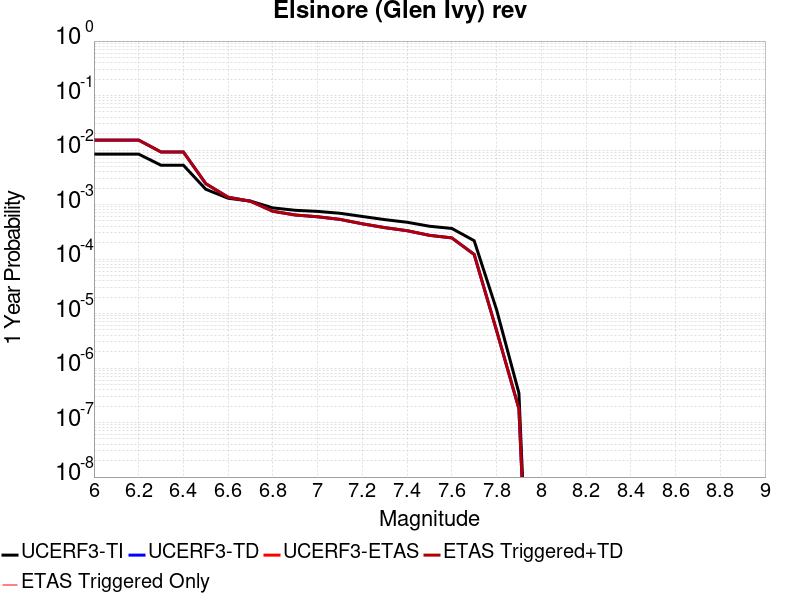 Elsinore (Glen Ivy) rev
10^0
10^-1
10^-2
10^-3
10^-4
10^-5
10^-6
10^-7
10^-8
1 Year Probability
6 6.2 6.4 6.6 6.8 7 7.2 7.4 7.6 7.8 8 8.2 8.4 8.6 8.8 9
Magnitude
UCERF3-TI UCERF3-TD UCERF3-ETAS ETAS Triggered+TD
ETAS Triggered Only